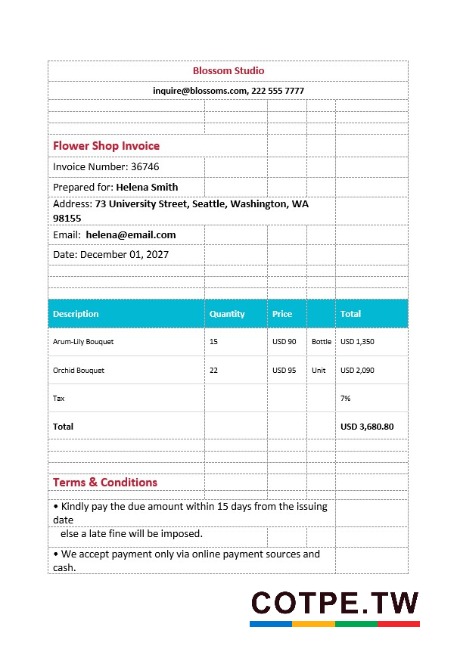 Blossom Studio
inquire@blossoms.com, 222 555 7777
Flower Shop Invoice
Invoice Number: 36746
Prepared for: Helena Smith
Address: 73 University Street, Seattle, Washington, WA
98155
Email: helena@email.com
Date: December 01, 2027
Description Quantity Price Total
Arum-Lily Bouquet 15 USD 90 Bottle USD 1,350
Orchid Bouquet 22 USD 95 Unit USD 2,090
Tax 7%
Total USD 3,680.80
Terms & Conditions
• Kindly pay the due amount within 15 days from the issuing
date
else a late fine will be imposed.
• We accept payment only via online payment sources and
cash.
COTPE.TW